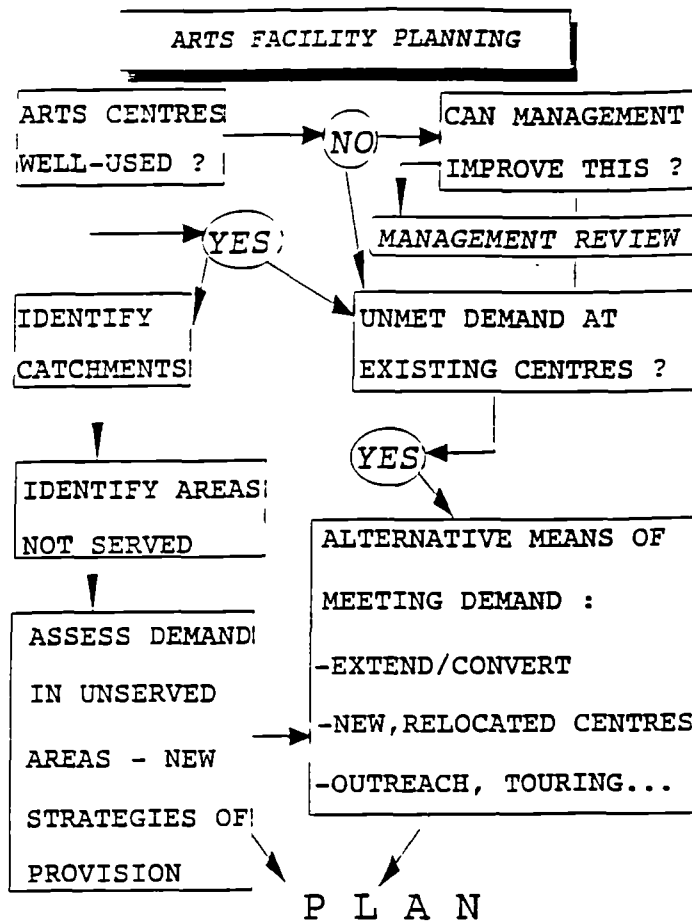 ARTS FACILITY PLANNING
ARTS CENTRES
WELL-USED ?
NO
CAN MANAGEMENT
IMPROVE THIS ?
YES
MANAGEMENT REVIEW
IDENTIFY
CATCHMENTS
UNMET DEMAND AT
EXISTING CENTRES ?
YES
IDENTIFY AREAS
NOT SERVED
ALTERNATIVE MEANS OF
MEETING DEMAND :
-EXTEND/CONVERT
-NEW,RELOCATED CENTRES
-OUTREACH, TOURING...
ASSESS DEMAND
IN UNSERVED
AREAS - NEW
STRATEGIES OF
PROVISION
P L A N